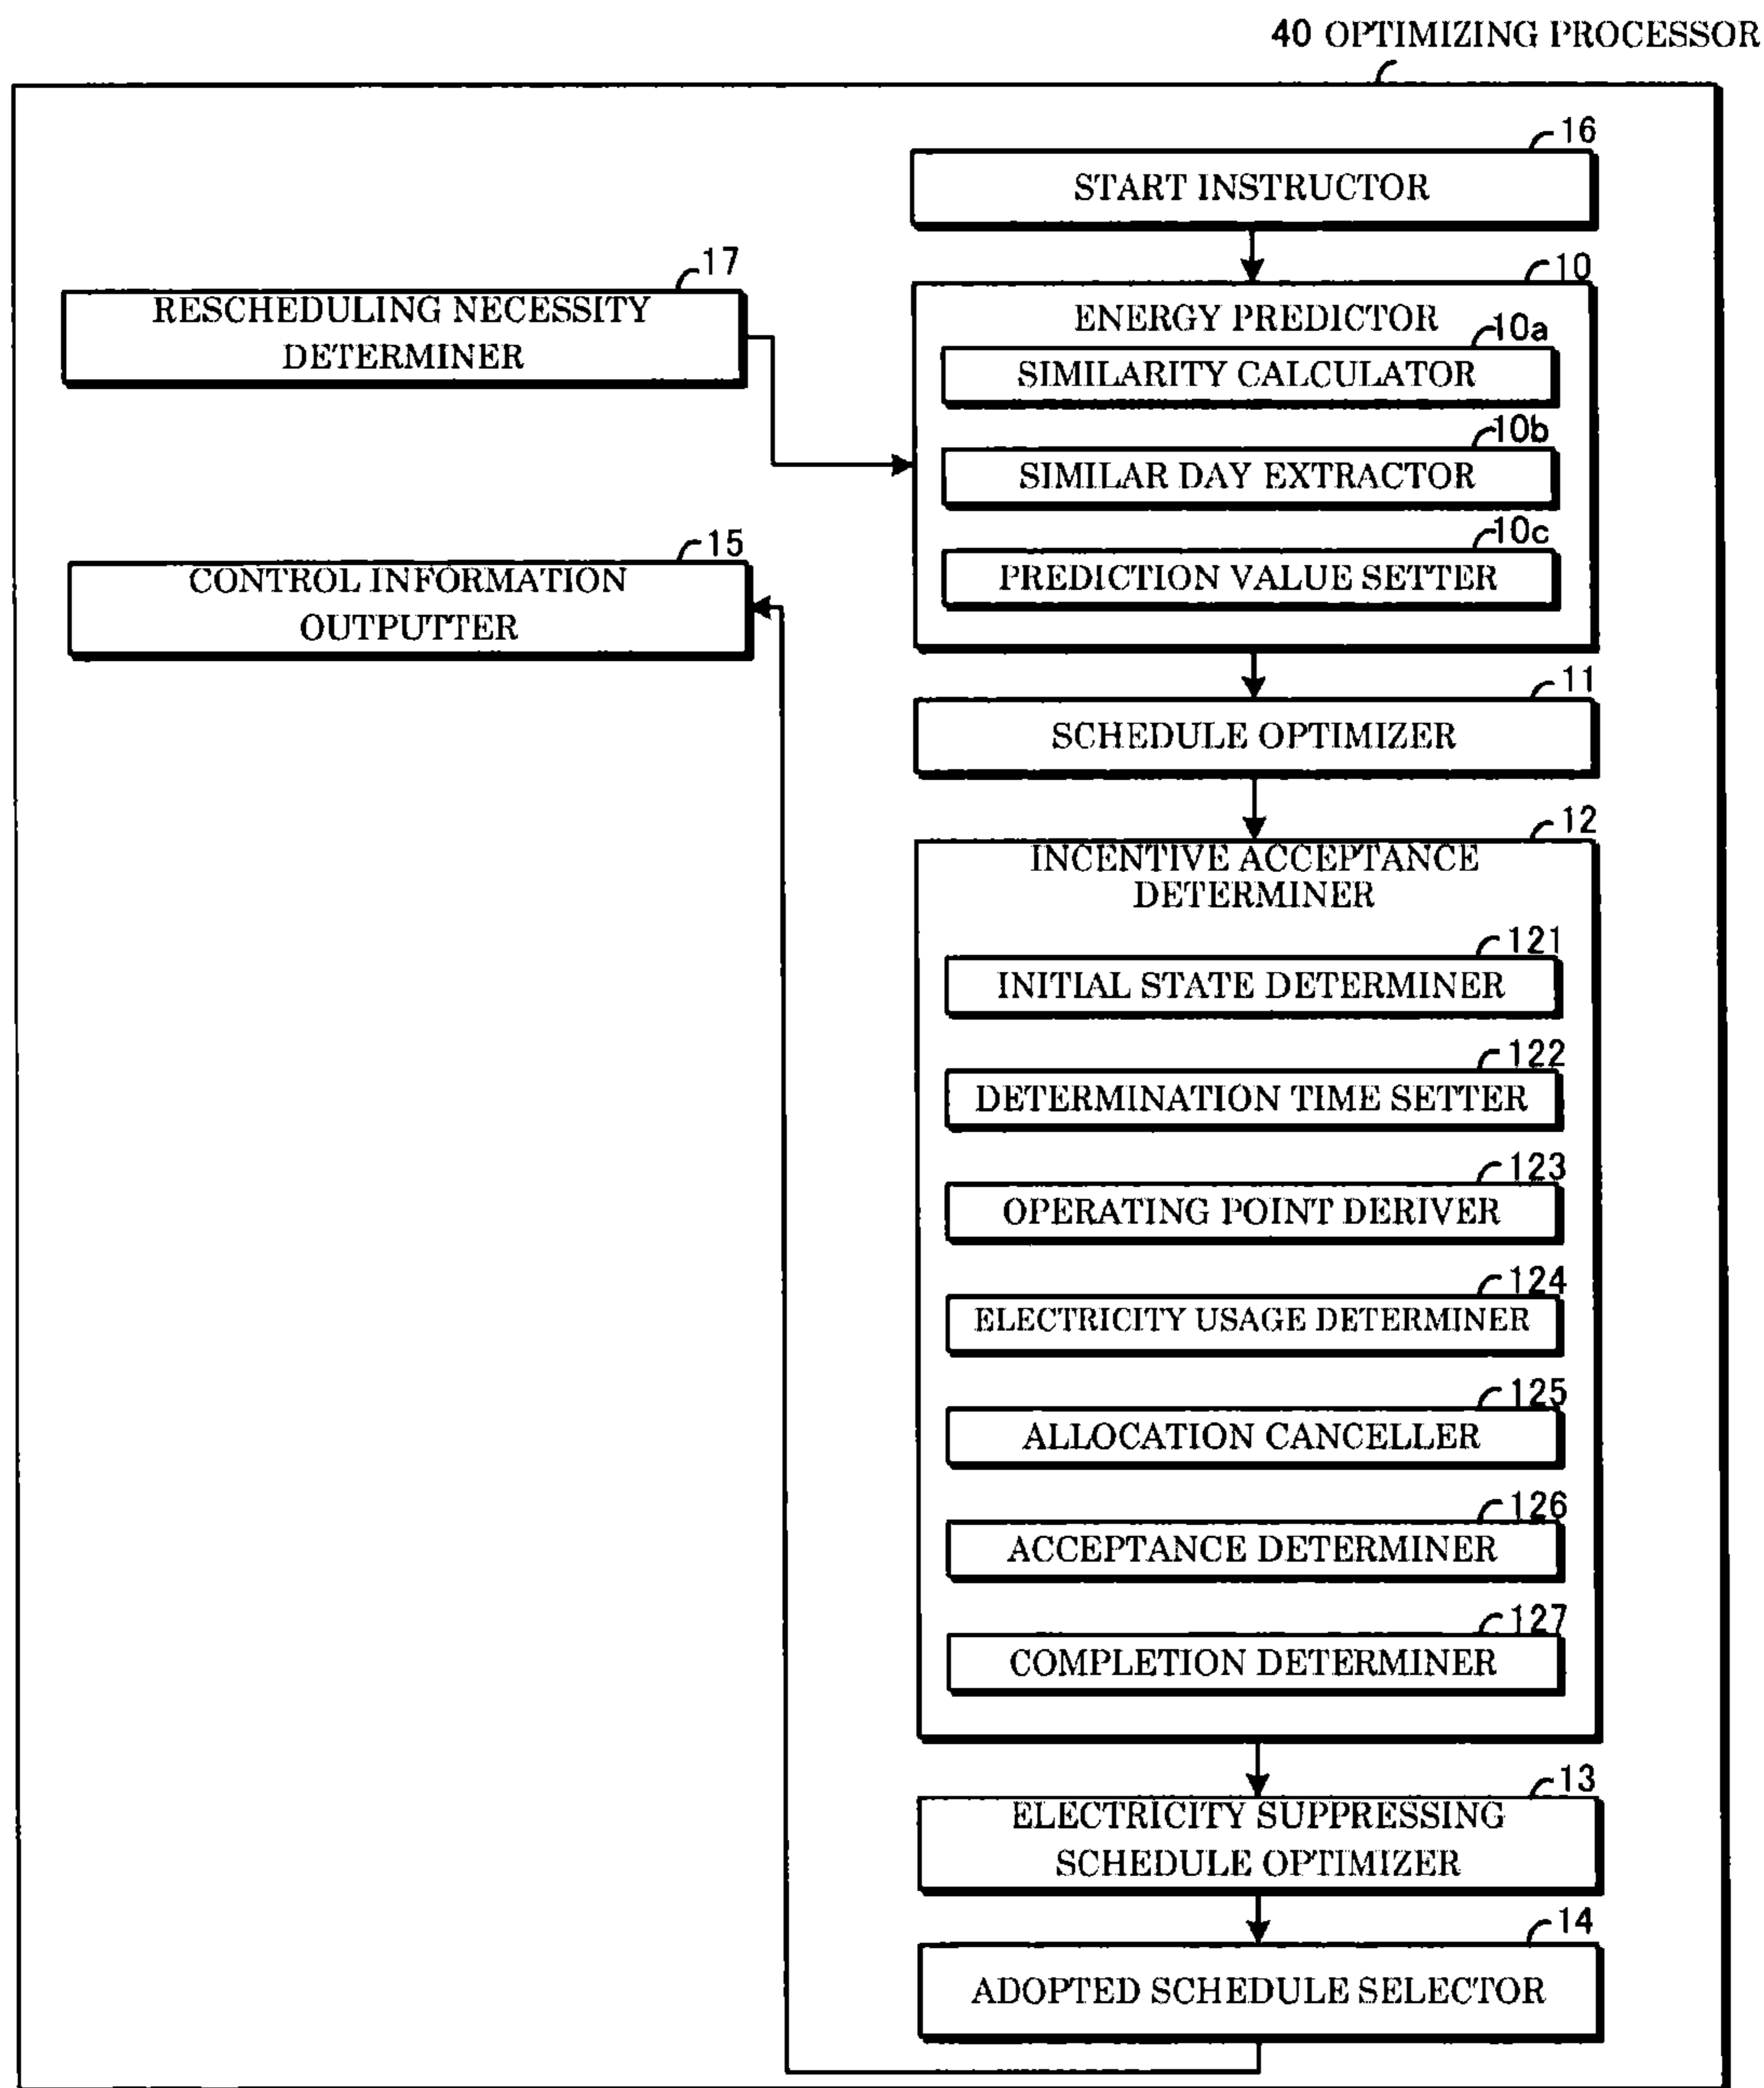 40 OPTIMIZING PROCESSOR
16
START INSTRUCTOR
17
RESCHEDULING NECESSITY
DETERMINER
10
ENERGY PREDICTOR
10a
SIMILARITY CALCULATOR
10b
SIMILAR DAY EXTRACTOR
10c
PREDICTION VALUE SETTER
15
CONTROL INFORMATION
OUTPUTTER
11
SCHEDULE OPTIMIZER
12
INCENTIVE ACCEPTANCE
DETERMINER
121
INITIAL STATE DETERMINER
122
DETERMINATION TIME SETTER
123
OPERATING POINT DERIVER
124
ELECTRICITY USAGE DETERMINER
125
ALLOCATION CANCELLER
126
ACCEPTANCE DETERMINER
127
COMPLETION DETERMINER
13
ELECTRICITY SUPPRESSING
SCHEDULE OPTIMIZER
14
ADOPTED SCHEDULE SELECTOR